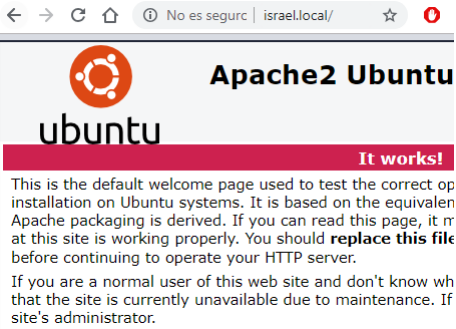 No es segurc | israel.local/
ubuntu
Apache2 Ubuntu
It works!
This is the default welcome page used to test the correct op
installation on Ubuntu systems. It is based on the equivalen
Apache packaging is derived. If you can read this page, it m
at this site is working properly. You should replace this file
before continuing to operate your HTTP server.
If you are a normal user of this web site and don't know wh
that the site is currently unavailable due to maintenance. If
site's administrator.